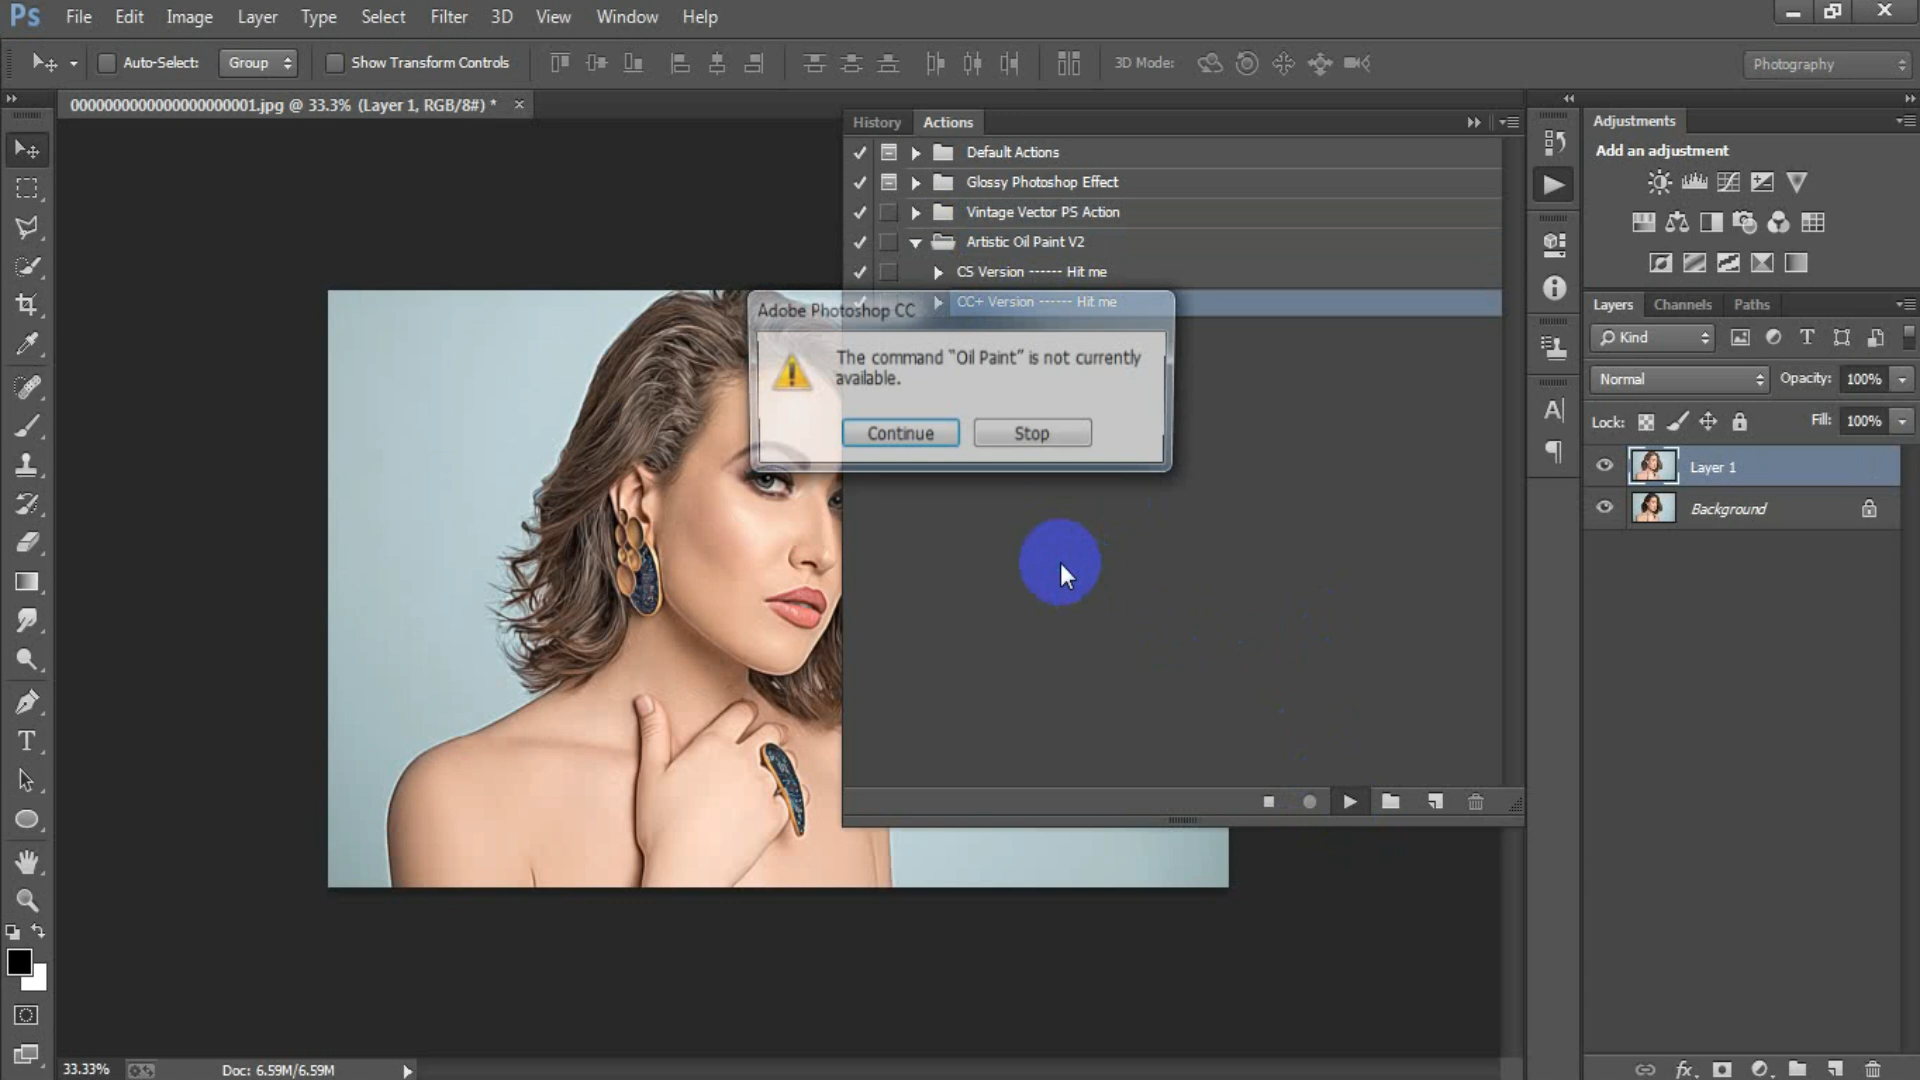 Ps File Edit Image Layer Type Select Filter 3D View Window Help
Auto-Select: Group Show Transform Controls 3D Mode: Photography
0000000000000000000001.jpg @ 33.3% (Layer 1, RGB/8#) * ×
History Actions
Default Actions
Glossy Photoshop Effect
Vintage Vector PS Action
Artistic Oil Paint V2
CS Version ------ Hit me
CC+ Version ------ Hit me
Adobe Photoshop CC
The command “Oil Paint” is not currently
available.
Continue Stop
Adjustments
Add an adjustment
Layers Channels Paths
Kind
Normal Opacity: 100%
Lock: Fill: 100%
Layer 1
Background
33.33% Doc: 6.59M/6.59M